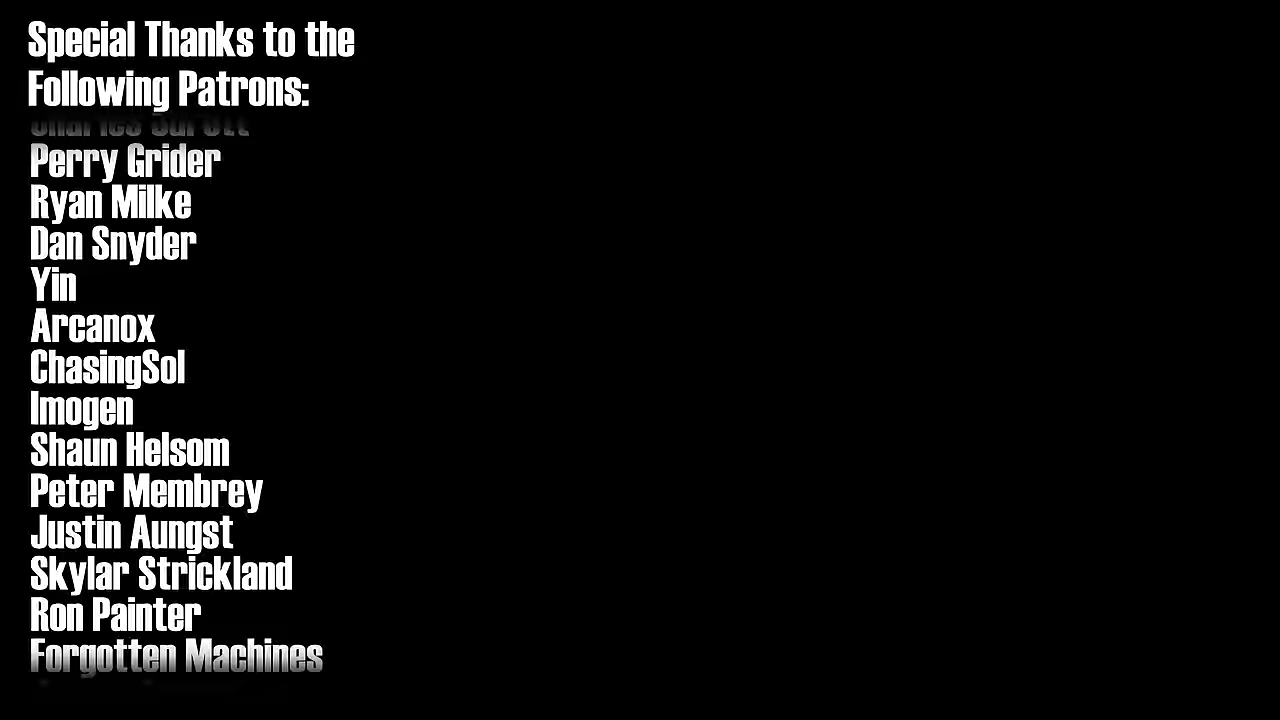 Special Thanks to the
Following Patrons:
Charles
Perry Grider
Ryan Milke
Dan Snyder
Yin
Arcanox
ChasingSol
Imogen
Shaun Helsom
Peter Membrey
Justin Aungst
Skylar Strickland
Ron Painter
Forgotten Machines